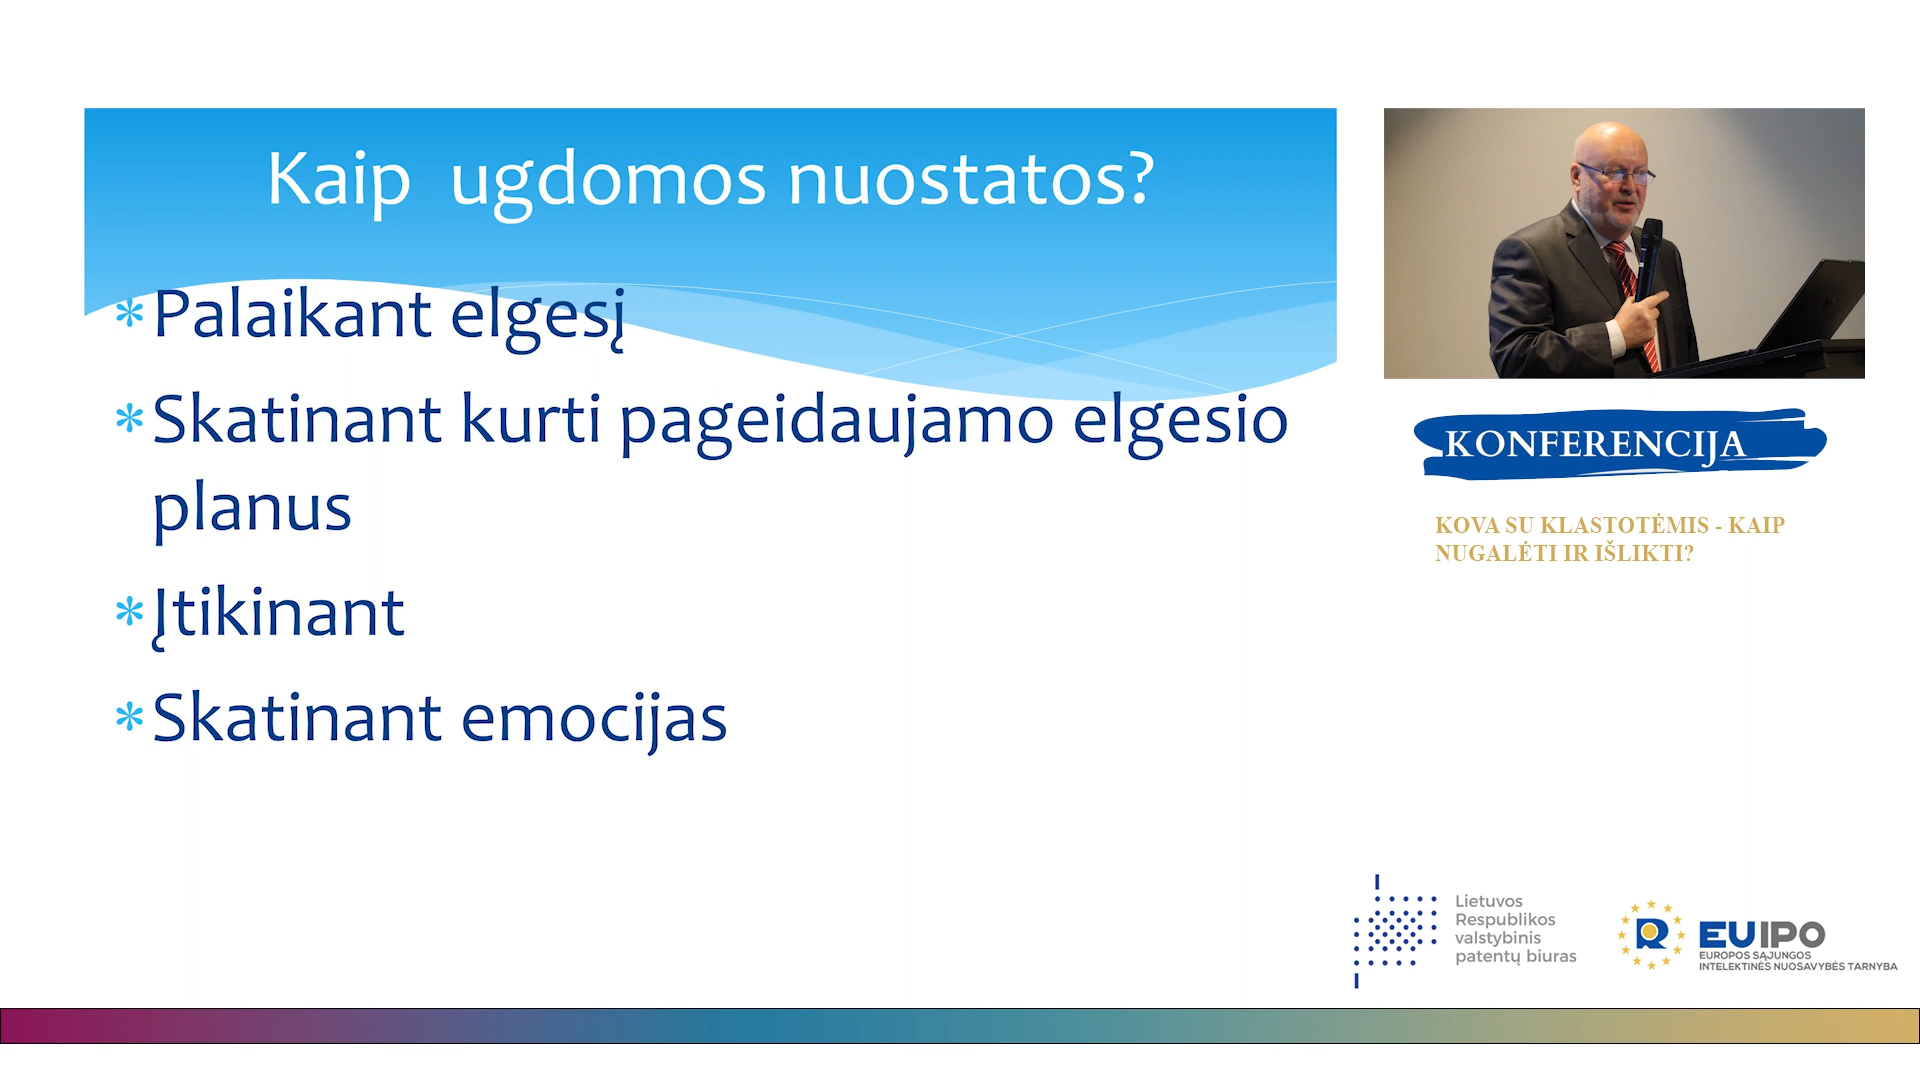 Kaip ugdomos nuostatos?
* Palaikant elgesį
* Skatinant kurti pageidaujamo elgesio
planus
* Įtikinant
* Skatinant emocijas
KONFERENCIJA
KOVA SU KLASTOTĖMIS - KAIP
NUGALĖTI IR IŠLIKTI?
Lietuvos
Respublikos
valstybinis
patentų biuras
R
EUIPO
EUROPOS SĄJUNGOS
INTELEKTINĖS NUOSAVYBĖS TARNYBA